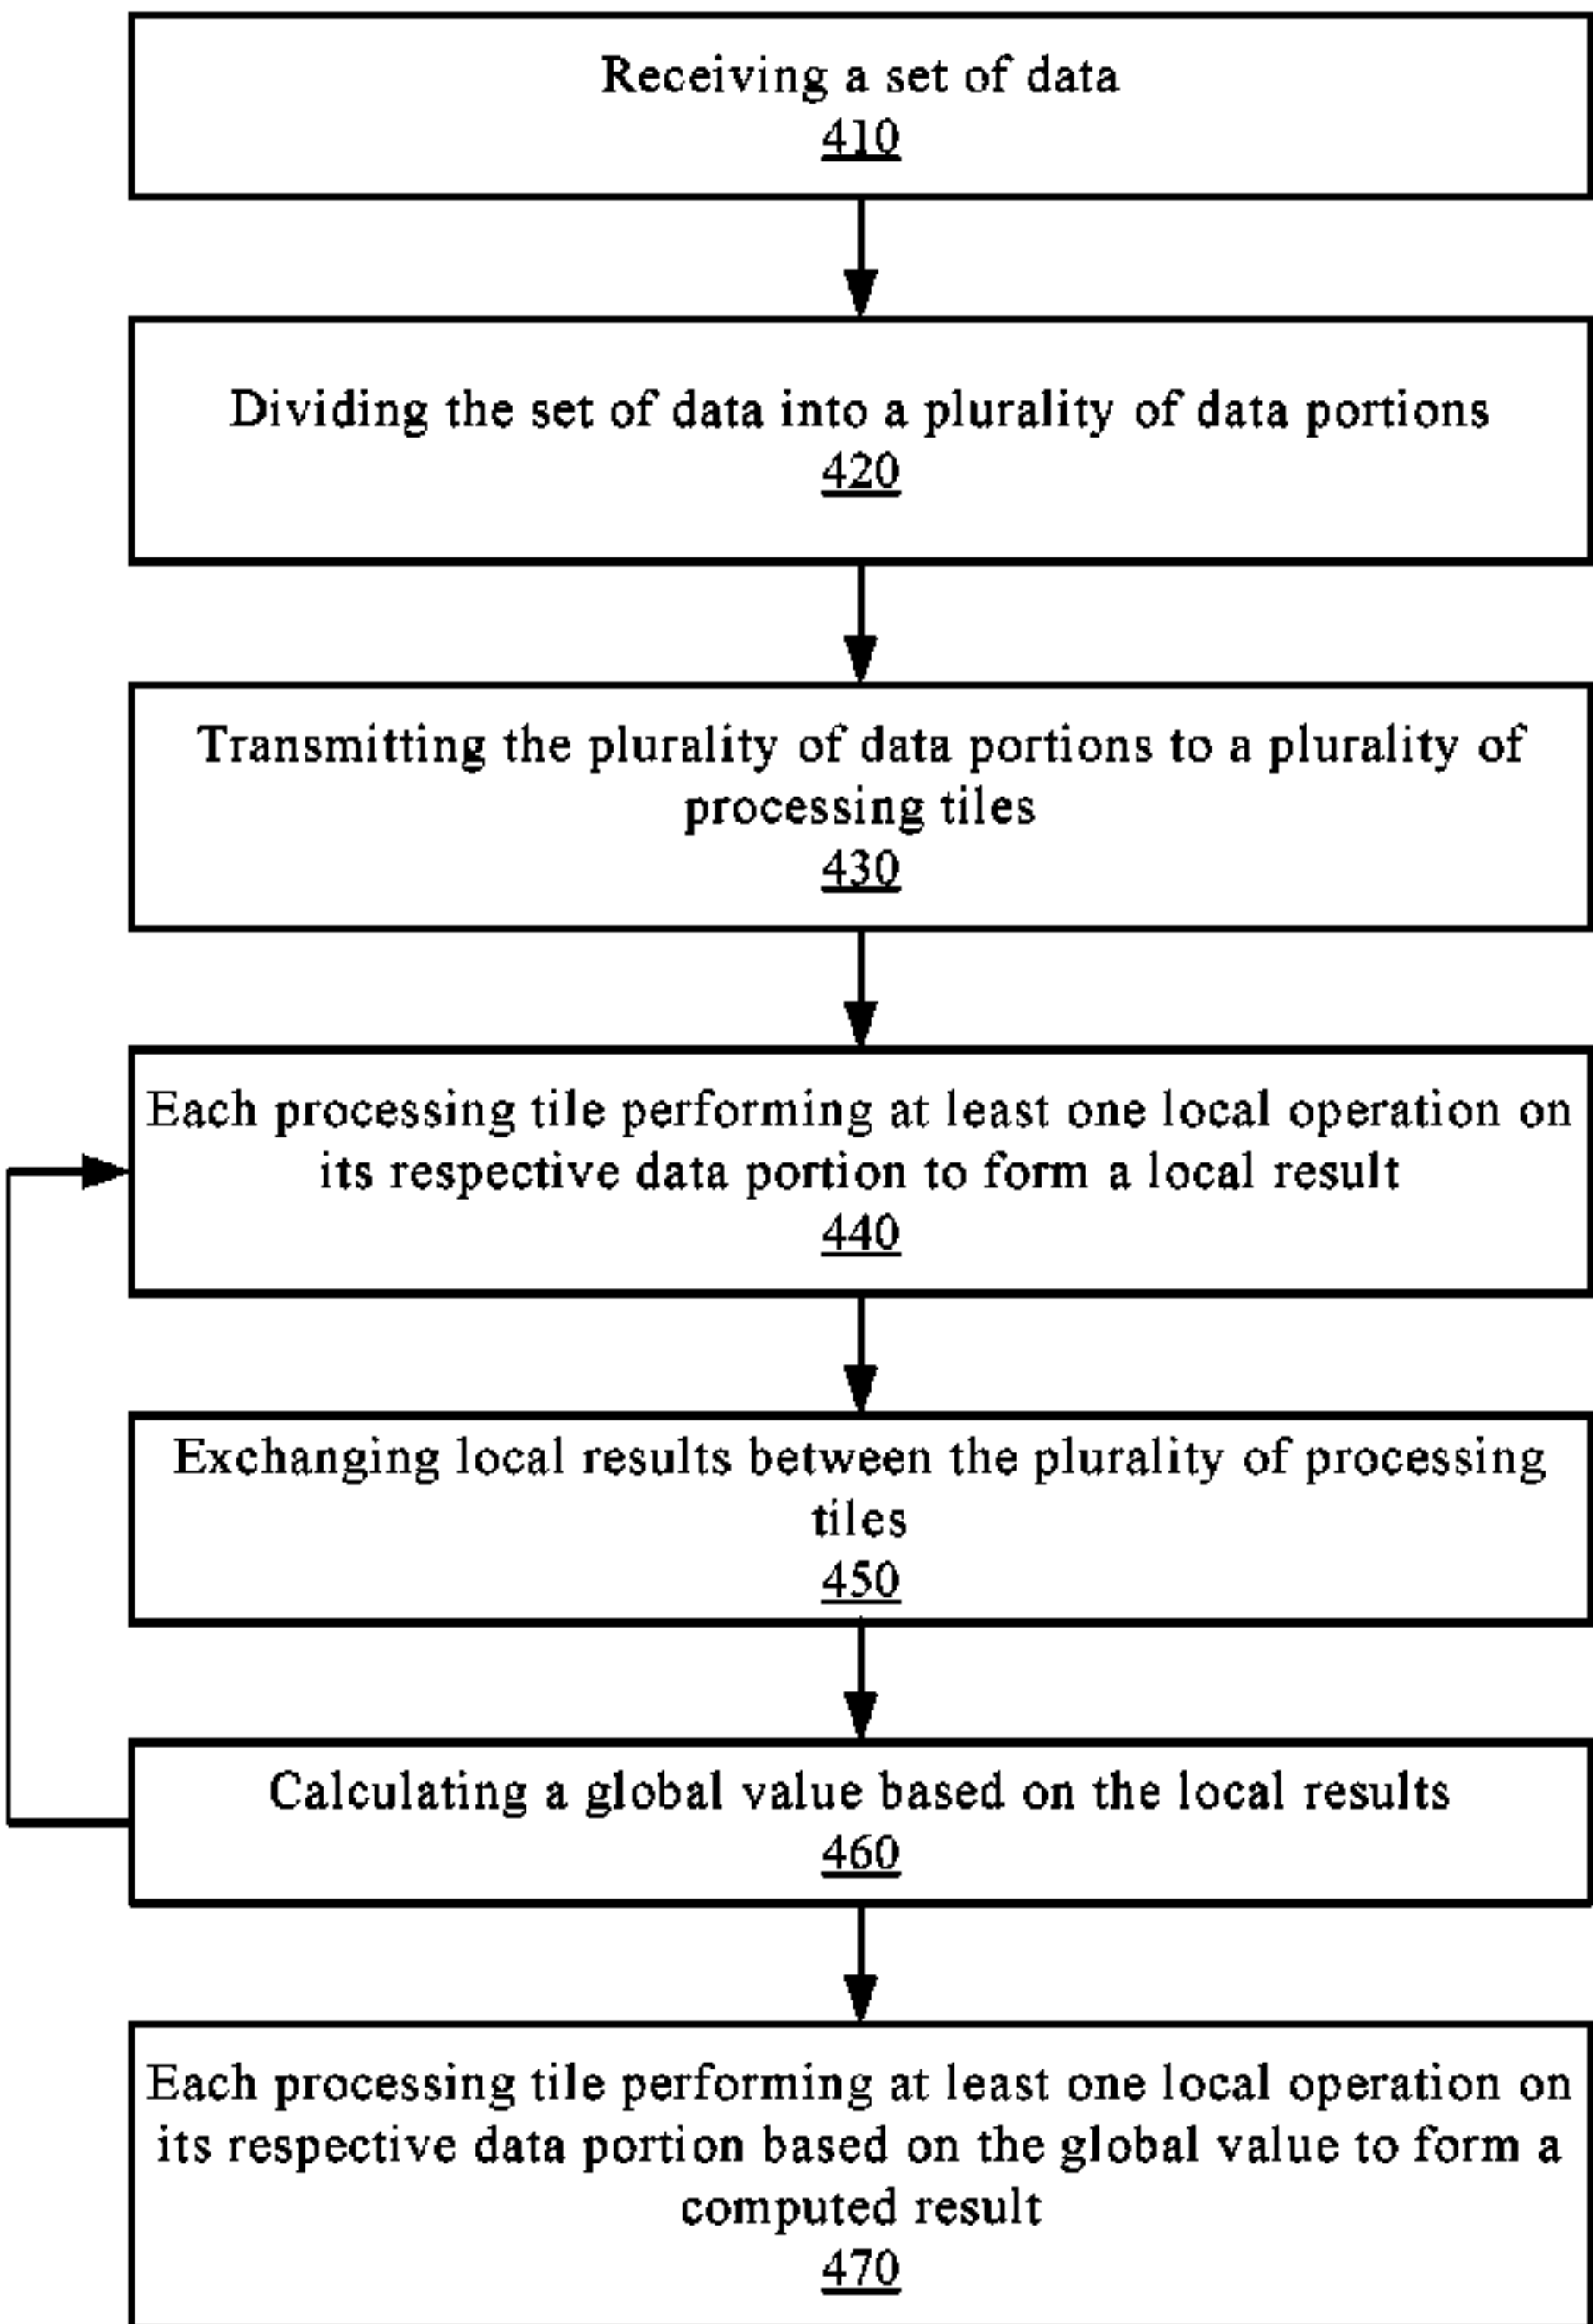 Receiving a set of data
410
Dividing the set of data into a plurality of data portions
420
Transmitting the plurality of data portions to a plurality of
processing tiles
430
Each processing tile performing at least one local operation on
its respective data portion to form a local result
440
Exchanging local results between the plurality of processing
tiles
450
Calculating a global value based on the local results
460
Each processing tile performing at least one local operation on
its respective data portion based on the global value to form a
computed result
470